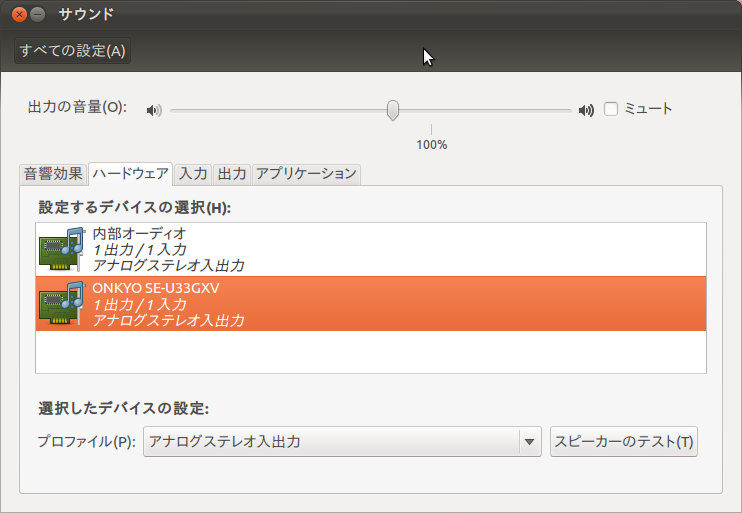 サウンド
すべての設定(A)
出力の音量(O):
ミュート
100%
音響効果 ハードウェア 入力 出力 アプリケーション
設定するデバイスの選択(H):
内部オーディオ
1 出力 / 1 入力
アナログステレオ入出力
ONKYO SE-U33GXV
1 出力 / 1 入力
アナログステレオ入出力
選択したデバイスの設定:
プロファイル(P): アナログステレオ入出力 スピーカーのテスト(T)